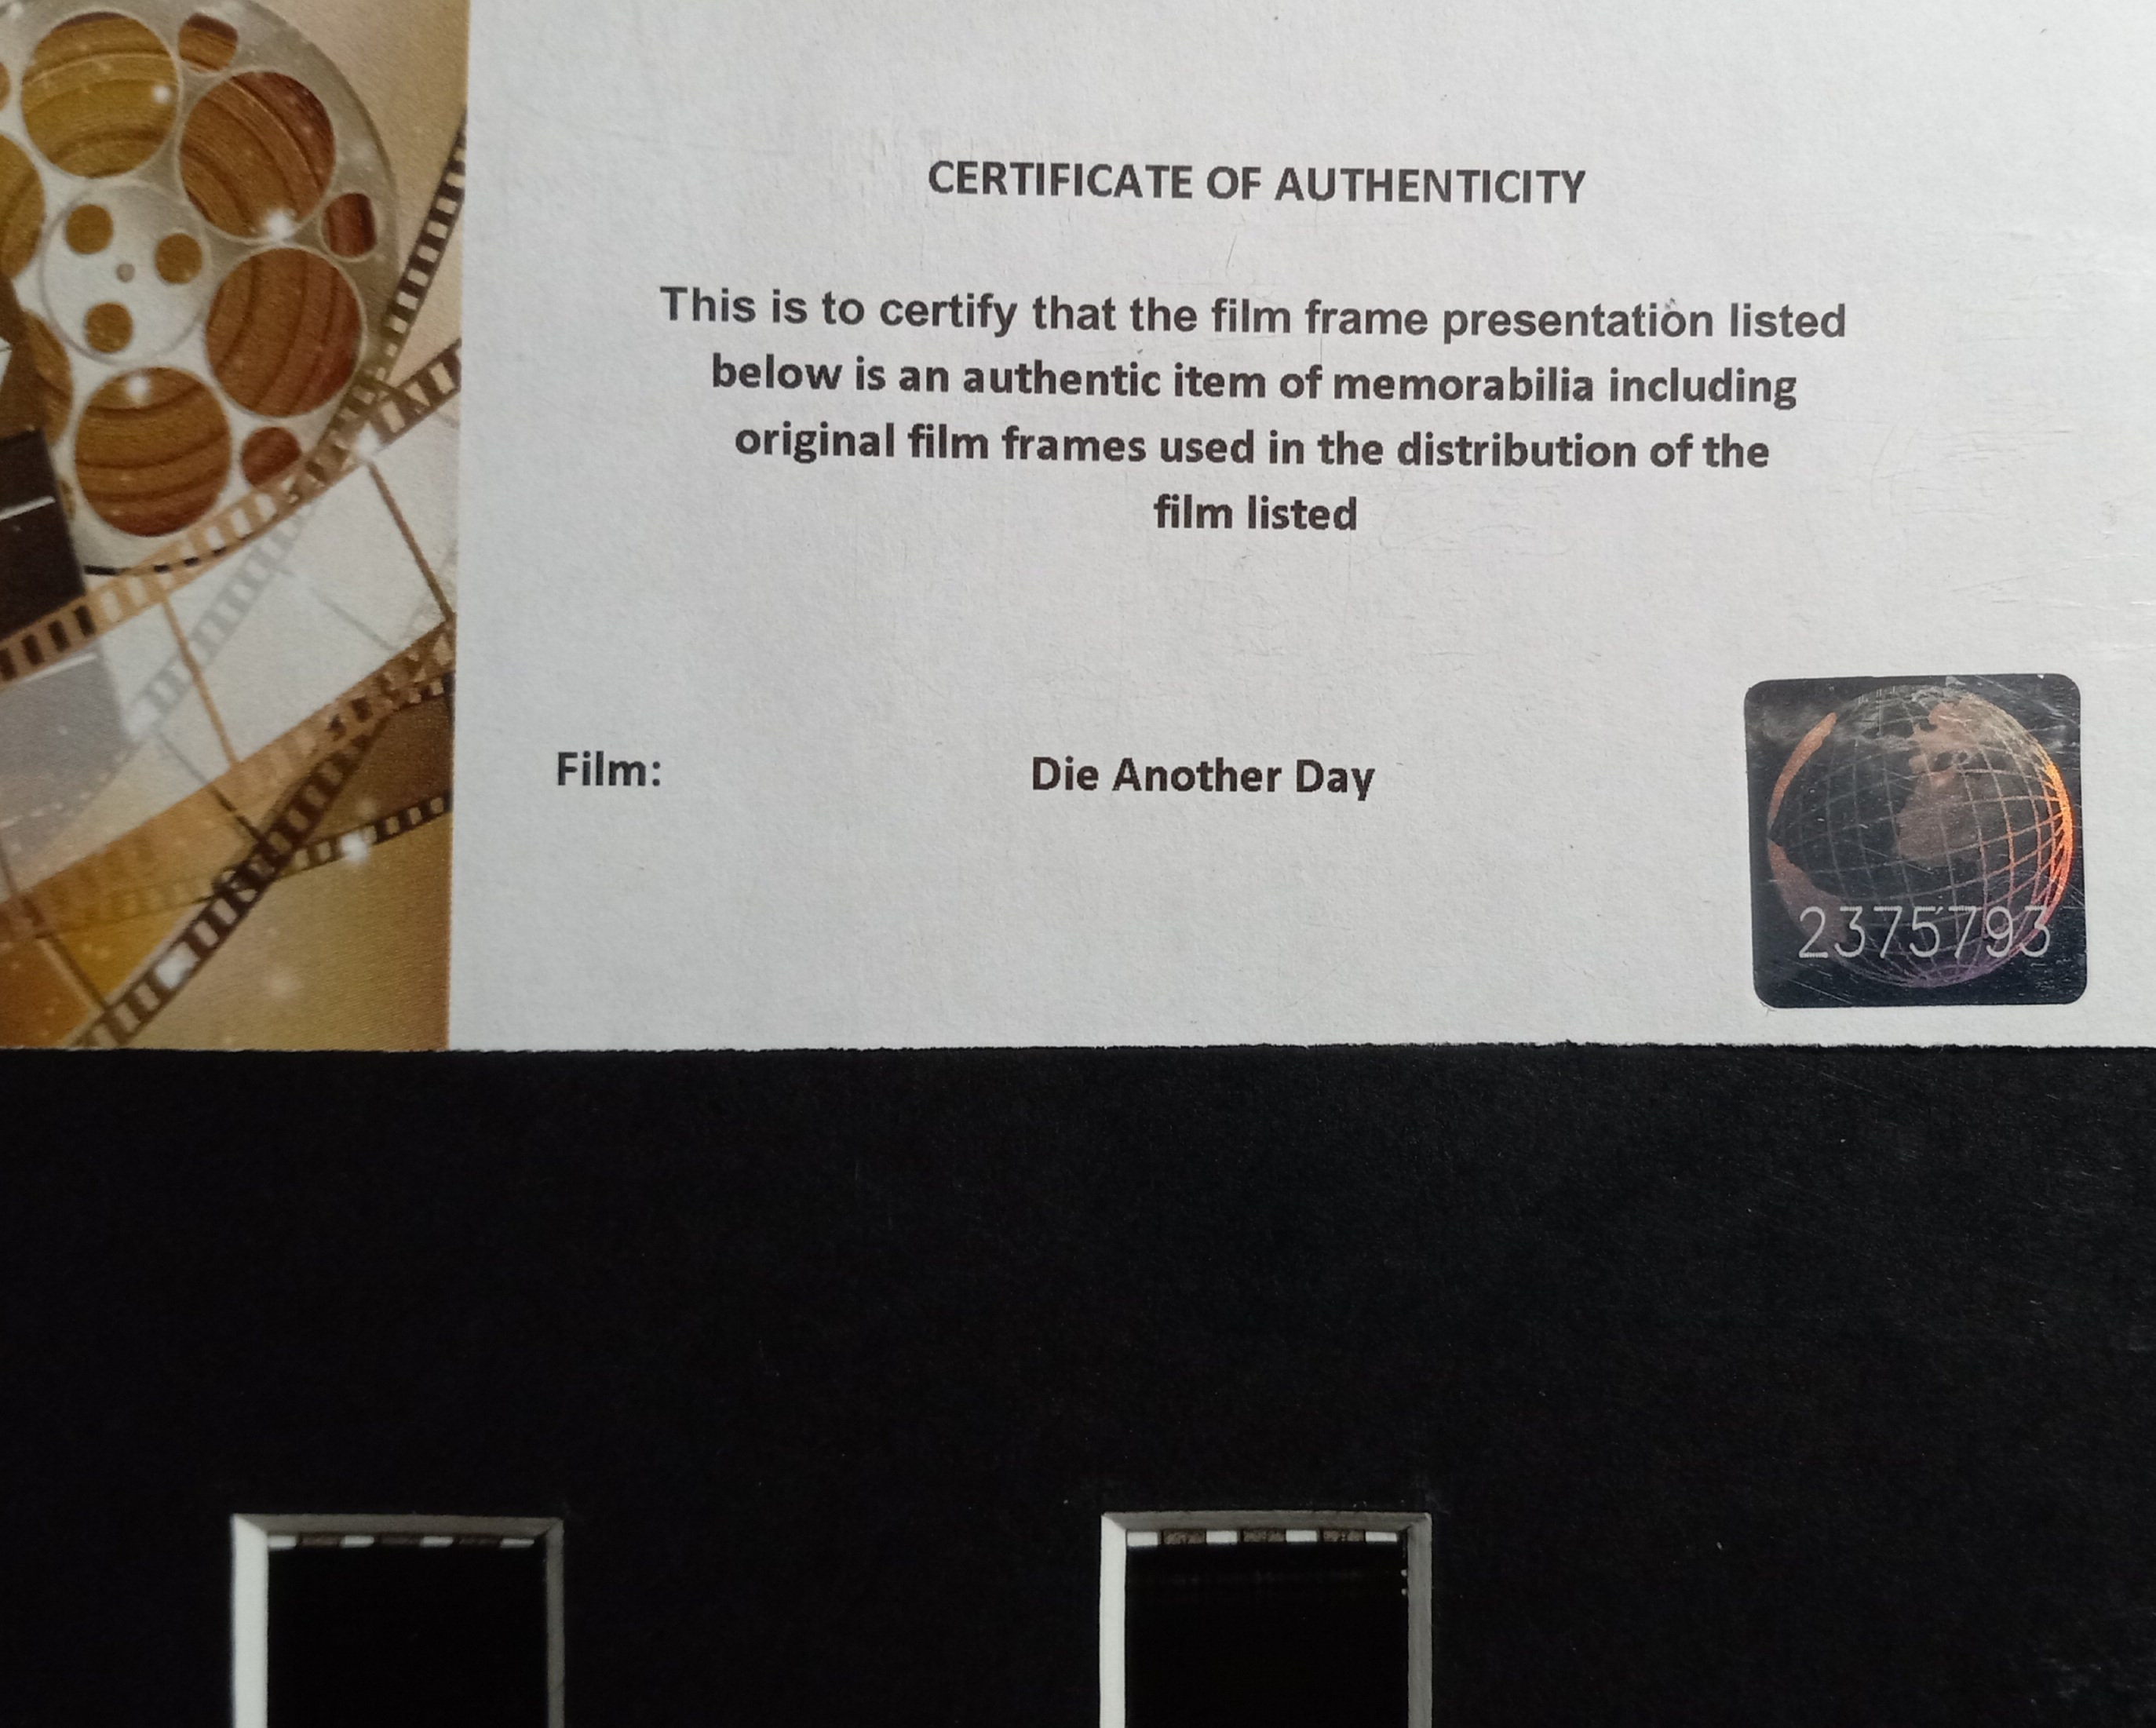 CERTIFICATE OF AUTHENTICITY
This is to certify that the film frame presentation listed
below is an authentic item of memorabilia including
original film frames used in the distribution of the
film listed
Film: Die Another Day
2375793